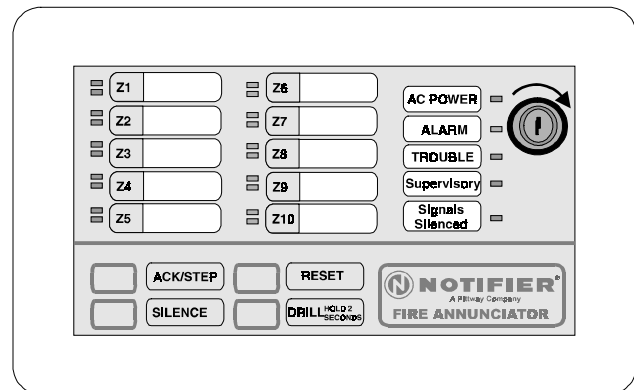 Z1
Z2
Z3
Z4
Z5
Z6
Z7
Z8
Z9
Z10
AC POWER
ALARM
TROUBLE
Supervisory
Signals
Silenced
ACK/STEP
RESET
SILENCE
DRILL HOLD 2
SECONDS
N NOTIFIER®
A Pittway Company
FIRE ANNUNCIATOR